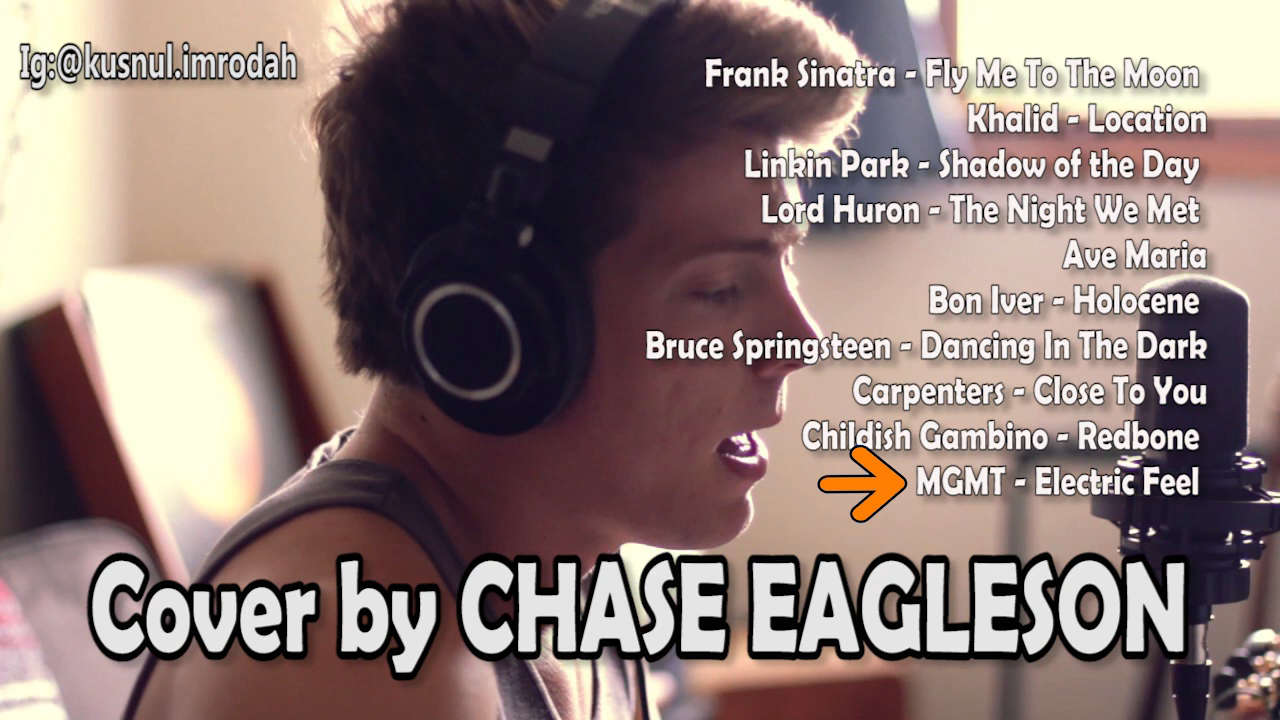 Ig:@kusnul.imrodah
Frank Sinatra - Fly Me To The Moon
Khalid - Location
Linkin Park - Shadow of the Day
Lord Huron - The Night We Met
Ave Maria
Bon Iver - Holocene
Bruce Springsteen - Dancing In The Dark
Carpenters - Close To You
Childish Gambino - Redbone
MGMT - Electric Feel
Cover by CHASE EAGLESON